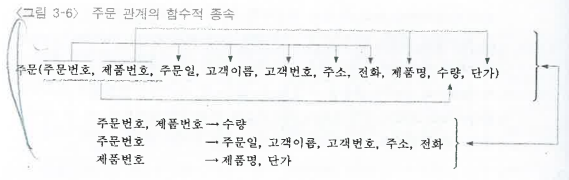 <그림 3-6> 주문 관계의 함수적 종속
주문(주문번호, 제품번호, 주문일, 고객이름, 고객번호, 주소, 전화, 제품명, 수량, 단가)
주문번호, 제품번호 → 수량
주문번호 → 주문일, 고객이름, 고객번호, 주소, 전화
제품번호 → 제품명, 단가